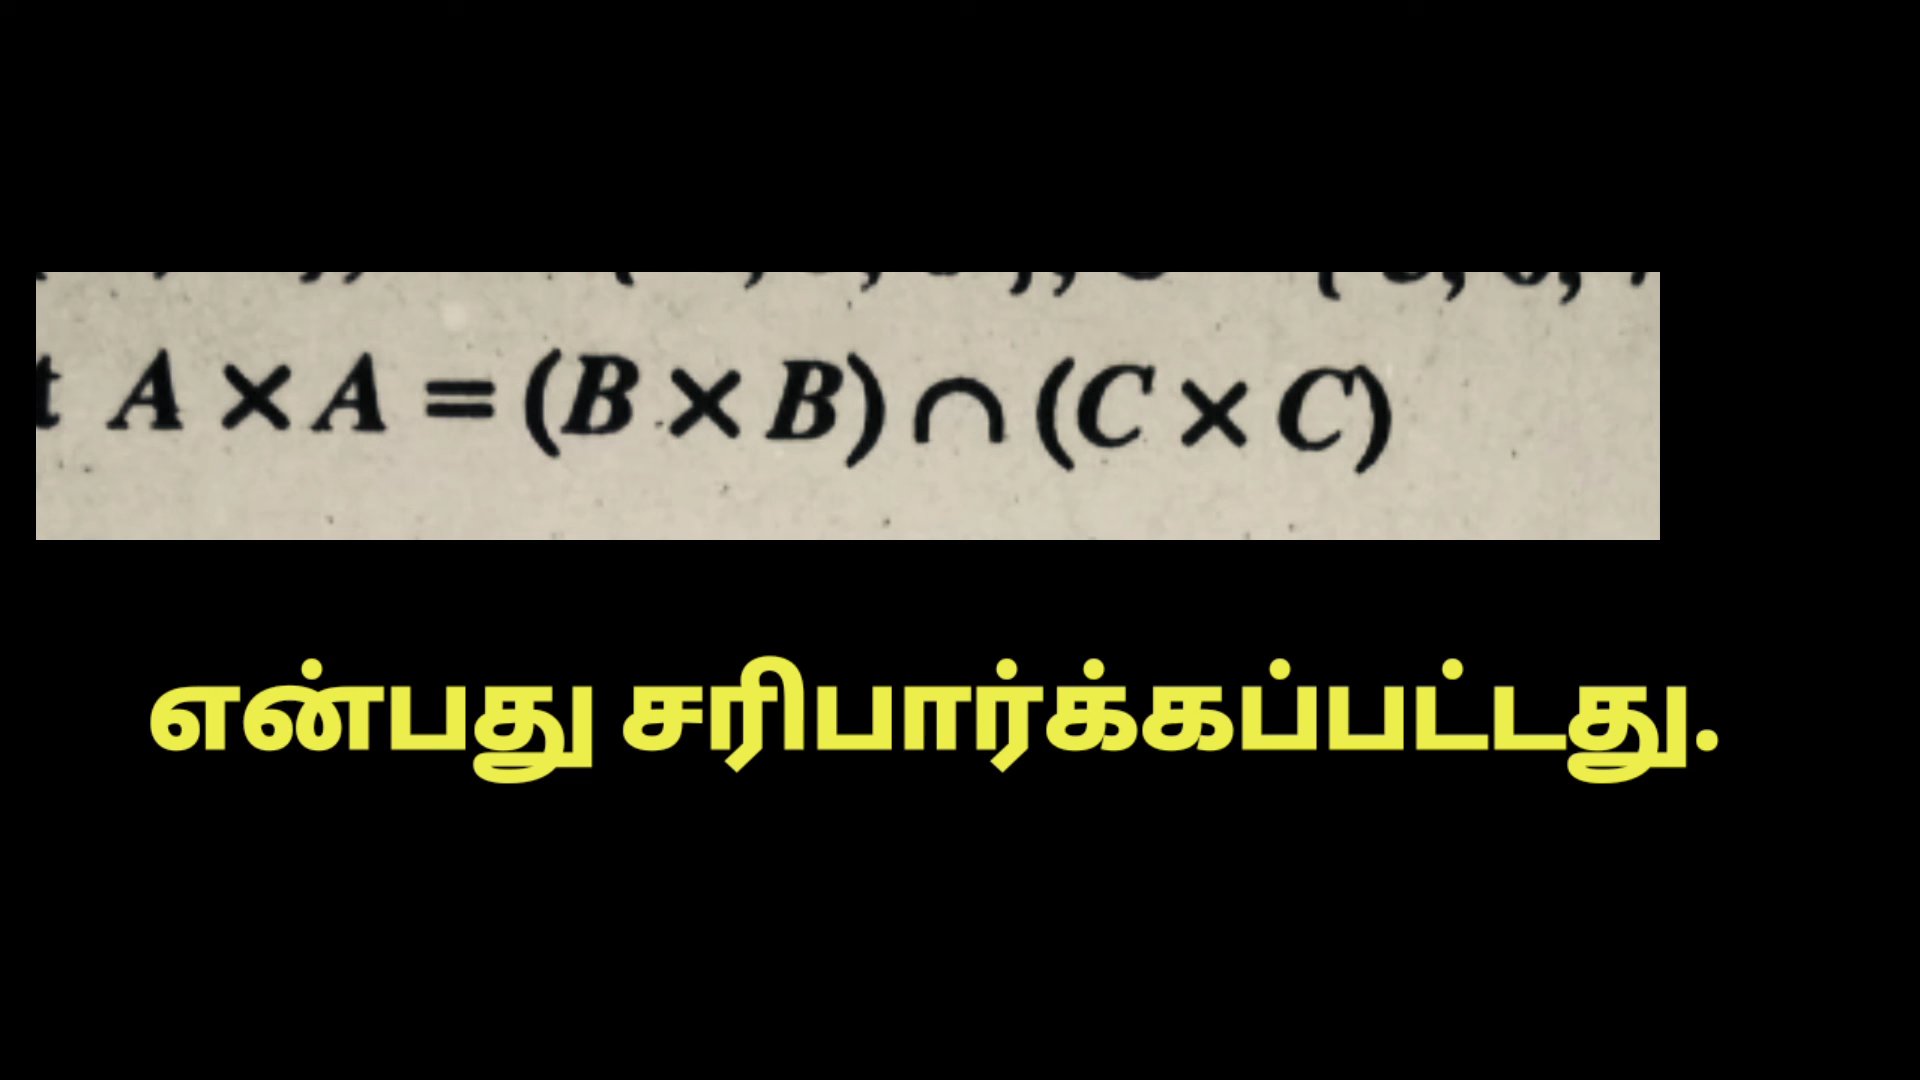 t A × A = (B × B) ∩ (C × C)
என்பது சரிபார்க்கப்பட்டது.